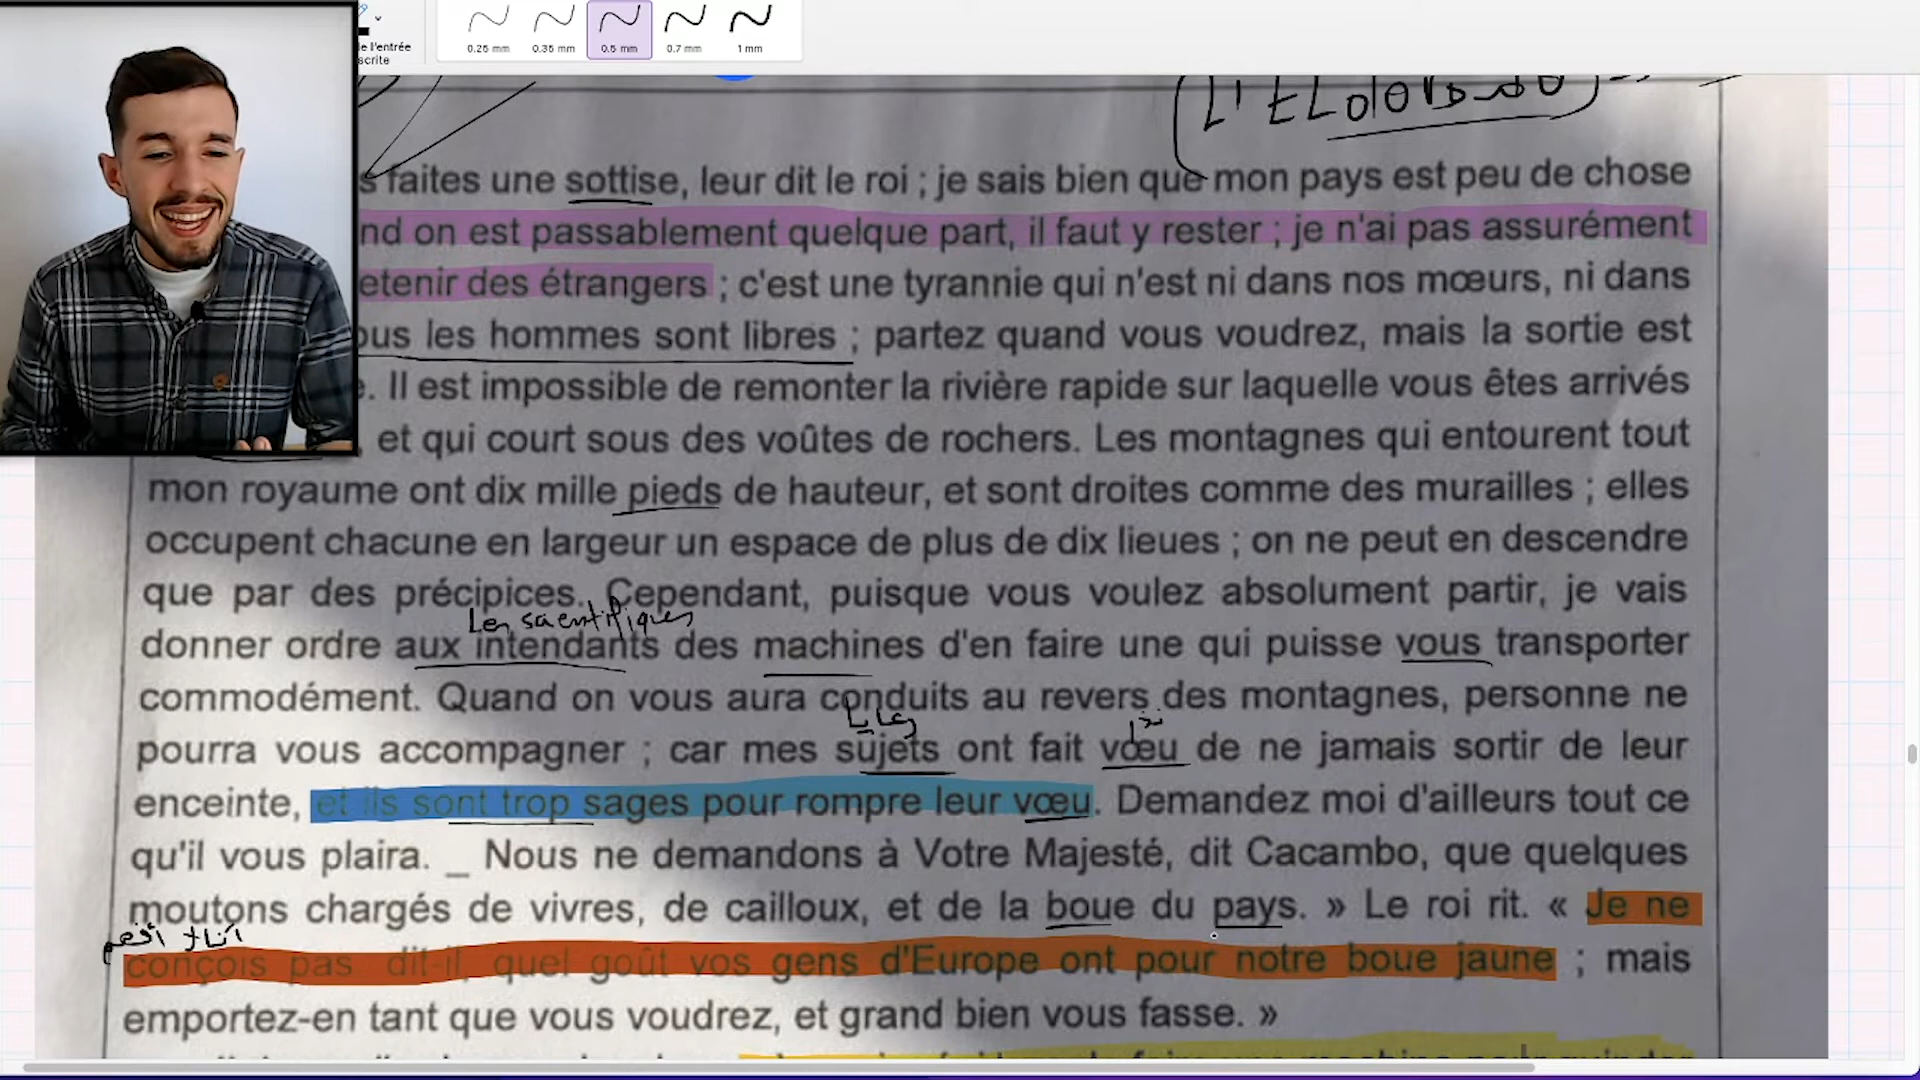 e l'entrée
scrite
0.25 mm 0.35 mm 0.5 mm 0.7 mm 1 mm
s faites une sottise, leur dit le roi ; je sais bien que mon pays est peu de chose
nd on est passablement quelque part, il faut y rester ; je n'ai pas assurément
etenir des étrangers ; c'est une tyrannie qui n'est ni dans nos mœurs, ni dans
ous les hommes sont libres ; partez quand vous voudrez, mais la sortie est
e. Il est impossible de remonter la rivière rapide sur laquelle vous êtes arrivés
et qui court sous des voûtes de rochers. Les montagnes qui entourent tout
mon royaume ont dix mille pieds de hauteur, et sont droites comme des murailles ; elles
occupent chacune en largeur un espace de plus de dix lieues ; on ne peut en descendre
que par des précipices. Cependant, puisque vous voulez absolument partir, je vais
Les scientifiques
donner ordre aux intendants des machines d'en faire une qui puisse vous transporter
commodément. Quand on vous aura conduits au revers des montagnes, personne ne
pourra vous accompagner ; car mes sujets ont fait vœu de ne jamais sortir de leur
enceinte, et ils sont trop sages pour rompre leur vœu. Demandez moi d'ailleurs tout ce
qu'il vous plaira. _ Nous ne demandons à Votre Majesté, dit Cacambo, que quelques
moutons chargés de vivres, de cailloux, et de la boue du pays. » Le roi rit. « Je ne
أنا لا أفهم
conçois pas dit-il, quel goût vos gens d'Europe ont pour notre boue jaune ; mais
emportez-en tant que vous voudrez, et grand bien vous fasse. »